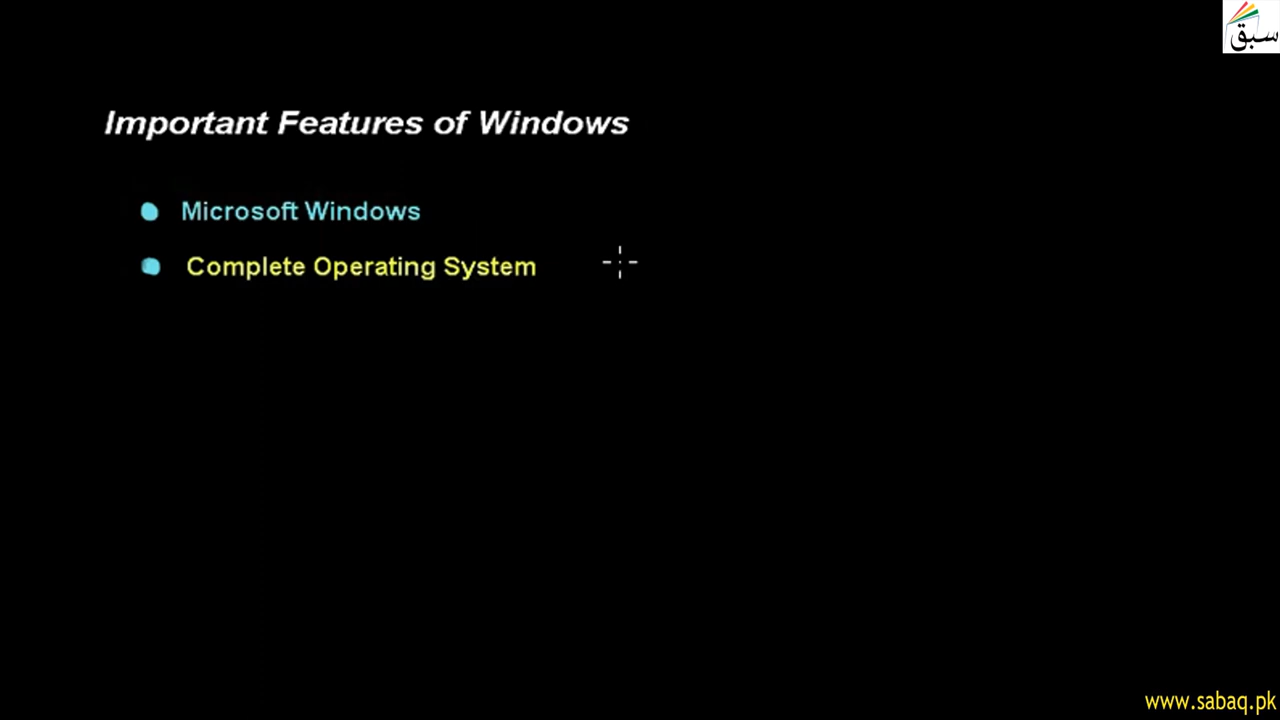 سبق
Important Features of Windows
Microsoft Windows
Complete Operating System
www.sabaq.pk